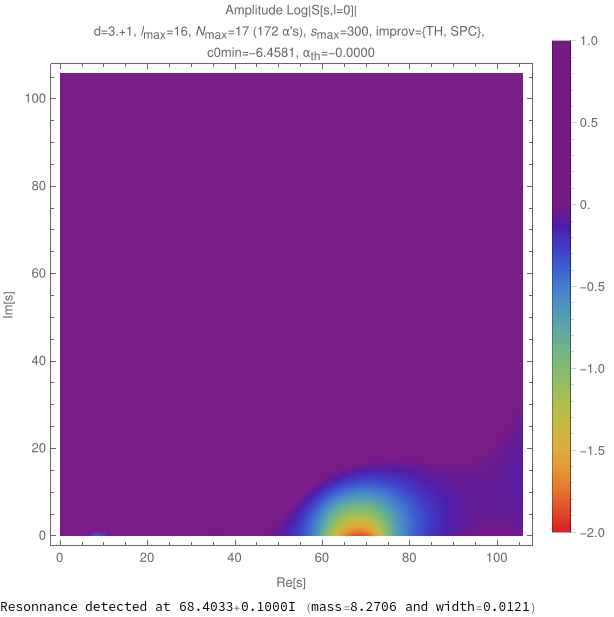 Amplitude Log|S[s,l=0]|
d=3.+1, lmax=16, Nmax=17 (172 α's), smax=300, improv={TH, SPC},
c0min=-6.4581, αth=-0.0000
1.0
0.5
0.
-0.5
-1.0
-1.5
-2.0
100
80
60
40
20
0
Im[s]
0 20 40 60 80 100
Re[s]
Resonnance detected at 68.4033+0.1000I (mass=8.2706 and width=0.0121)